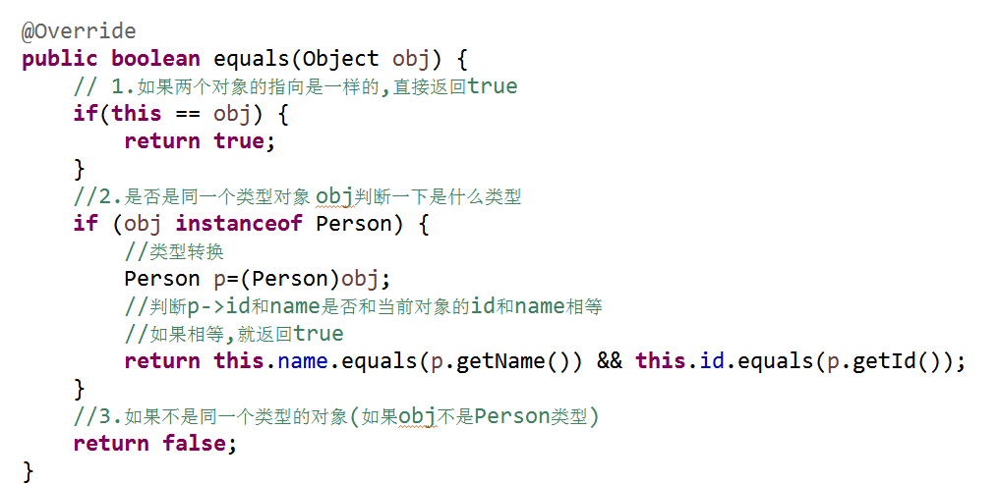 @Override
public boolean equals(Object obj) {
    // 1.如果两个对象的指向是一样的,直接返回true
    if(this == obj) {
        return true;
    }
    //2.是否是同一个类型对象 obj判断一下是什么类型
    if (obj instanceof Person) {
        //类型转换
        Person p=(Person)obj;
        //判断p->id和name是否和当前对象的id和name相等
        //如果相等,就返回true
        return this.name.equals(p.getName()) && this.id.equals(p.getId());
    }
    //3.如果不是同一个类型的对象(如果obj不是Person类型)
    return false;
}